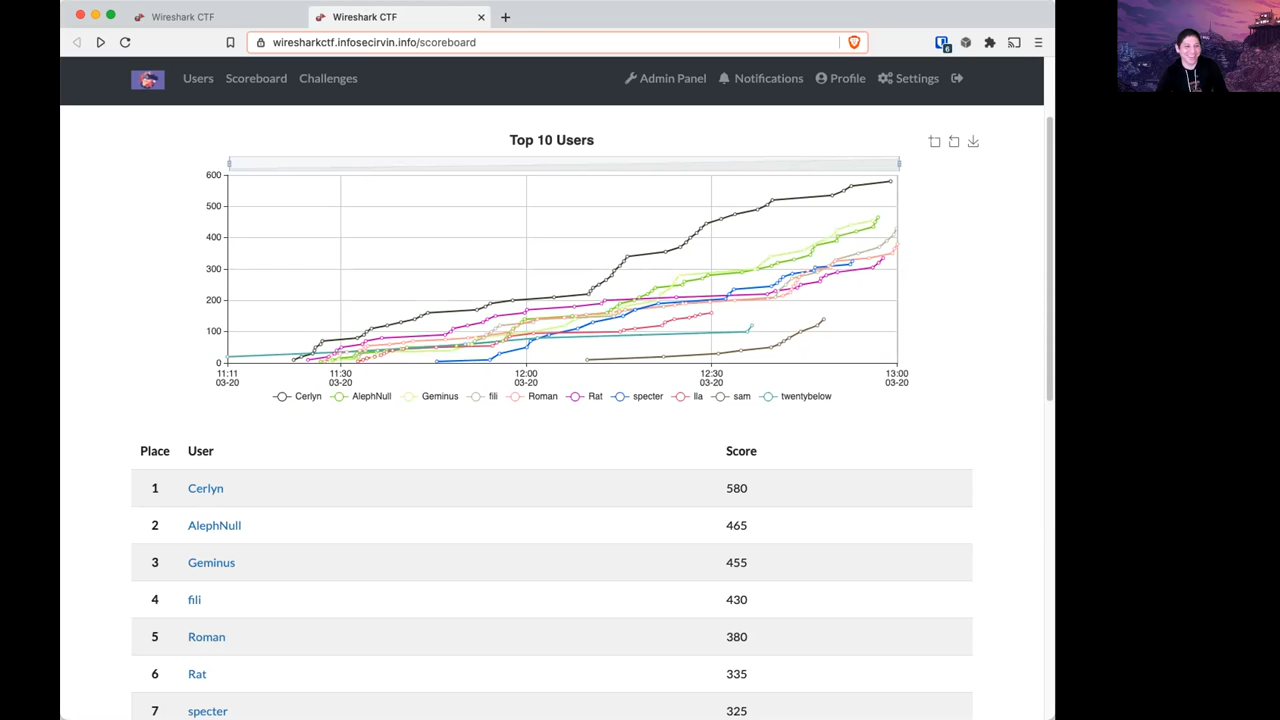 Wireshark CTF
Wireshark CTF
wiresharkctf.infosecirvin.info/scoreboard
6
Users Scoreboard Challenges Admin Panel Notifications Profile Settings
Top 10 Users
600
500
400
300
200
100
0
11:11 11:30 12:00 12:30 13:00
03-20 03-20 03-20 03-20 03-20
Cerlyn AlephNull Geminus fili Roman Rat specter lla sam twentybelow
Place User Score
1 Cerlyn 580
2 AlephNull 465
3 Geminus 455
4 fili 430
5 Roman 380
6 Rat 335
7 specter 325